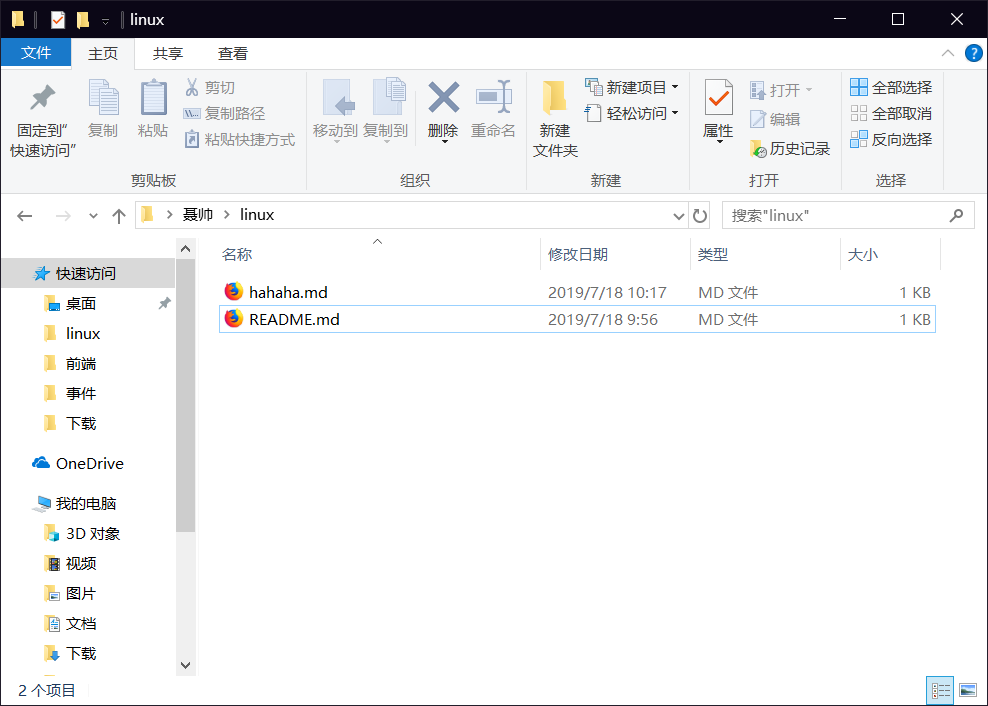 linux
文件 主页 共享 查看
固定到"
快速访问"
复制
粘贴
剪切
复制路径
粘贴快捷方式
剪贴板
移动到 复制到 删除 重命名
组织
新建
文件夹
新建项目
轻松访问
新建
属性
打开
编辑
历史记录
打开
全部选择
全部取消
反向选择
选择
聂帅 linux
搜索"linux"
名称 修改日期 类型 大小
hahaha.md 2019/7/18 10:17 MD 文件 1 KB
README.md 2019/7/18 9:56 MD 文件 1 KB
快速访问
桌面
linux
前端
事件
下载
OneDrive
我的电脑
3D 对象
视频
图片
文档
下载
2 个项目